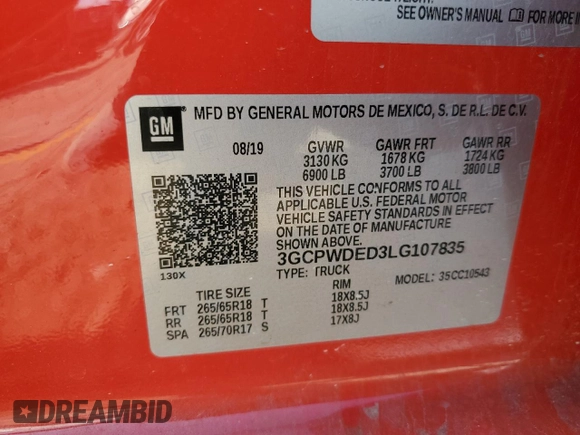 SEE OWNER'S MANUAL FOR MORE
GM
MFD BY GENERAL MOTORS DE MEXICO, S. DE R.L. DE C.V.
08/19 GVWR GAWR FRT GAWR RR
3130 KG 1678 KG 1724 KG
6900 LB 3700 LB 3800 LB
THIS VEHICLE CONFORMS TO ALL
APPLICABLE U.S. FEDERAL MOTOR
VEHICLE SAFETY STANDARDS IN EFFECT
ON THE DATE OF MANUFACTURE
SHOWN ABOVE.
3GCPWDED3LG107835
130X TYPE: TRUCK 35CC10543
TIRE SIZE RIM
FRT 265/65R18 T 18X8.5J
RR 265/65R18 T 18X8.5J
SPA 265/70R17 S 17X8J
DREAMBID